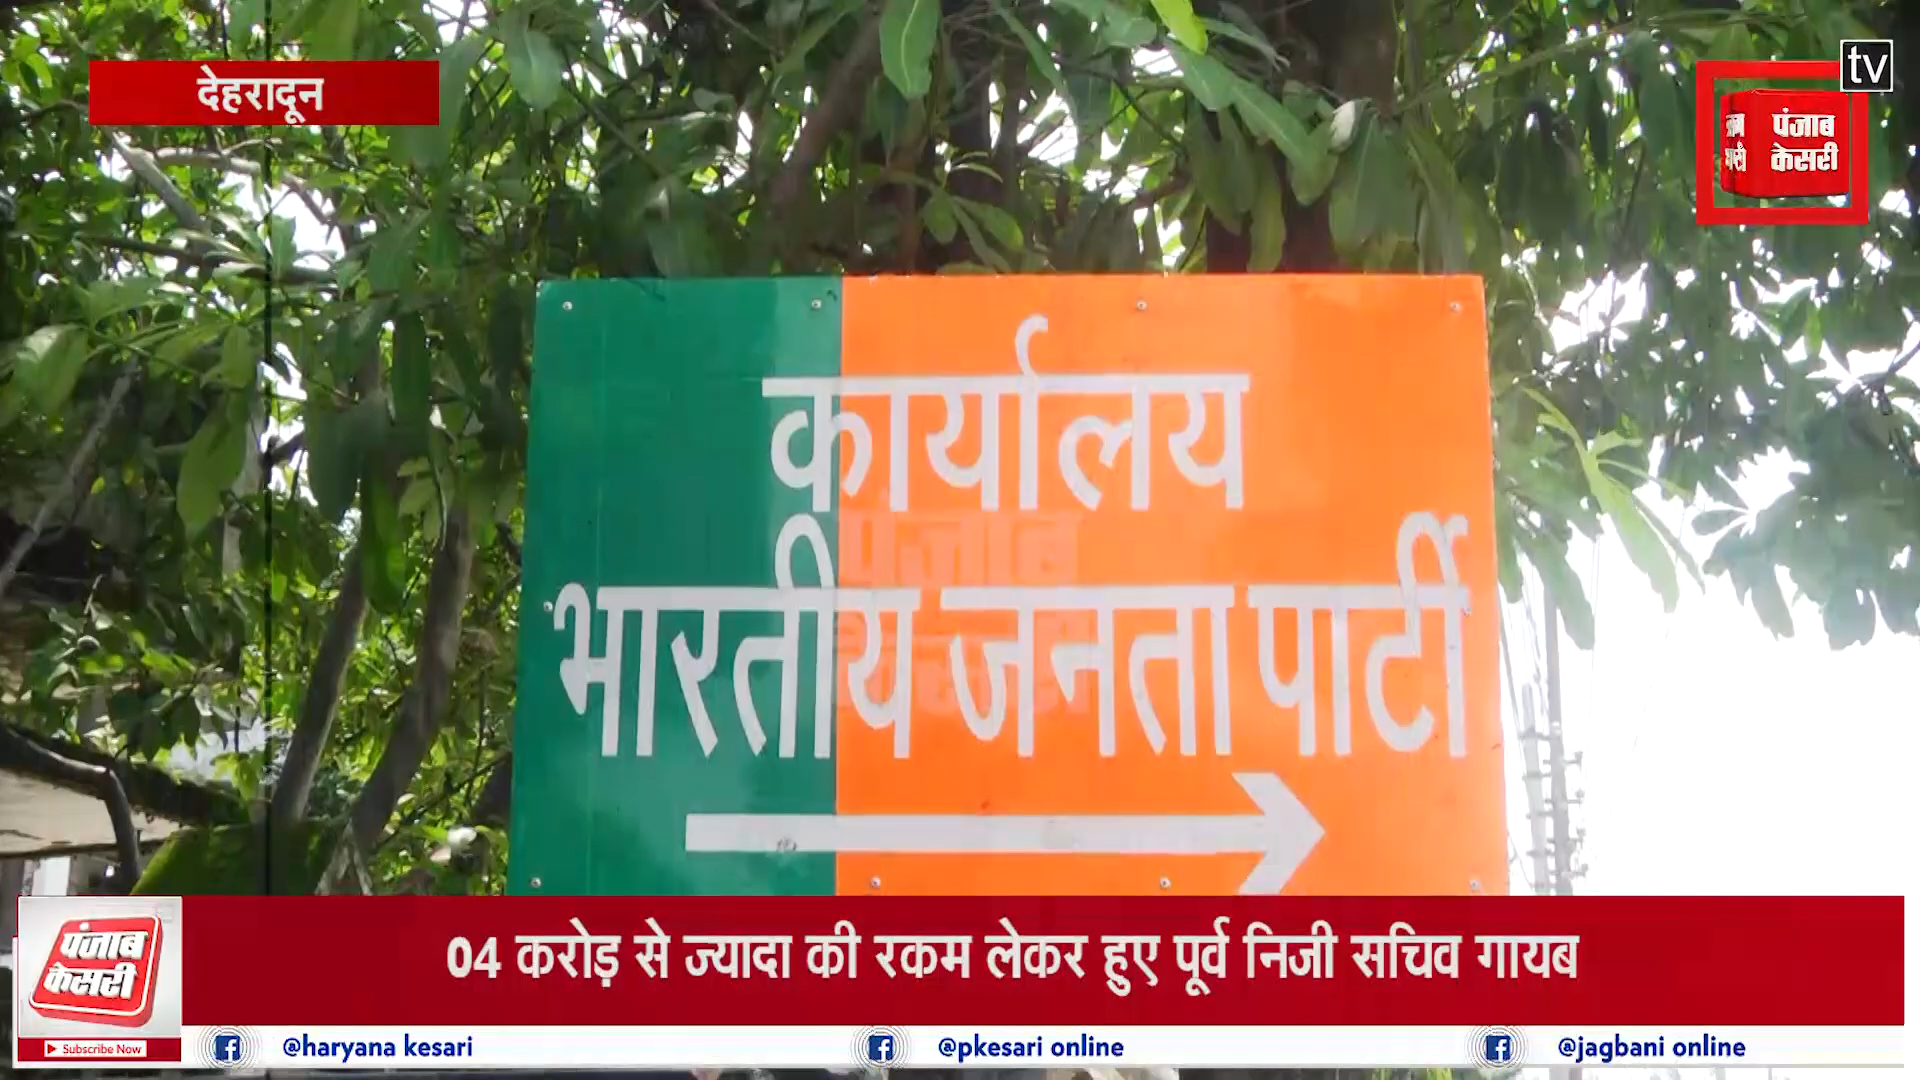 देहरादून
tv
पंजाब
केसरी
कार्यालय
भारतीय जनता पार्टी
पंजाब
केसरी
04 करोड़ से ज्यादा की रकम लेकर हुए पूर्व निजी सचिव गायब
Subscribe Now
@haryana kesari
@pkesari online
@jagbani online